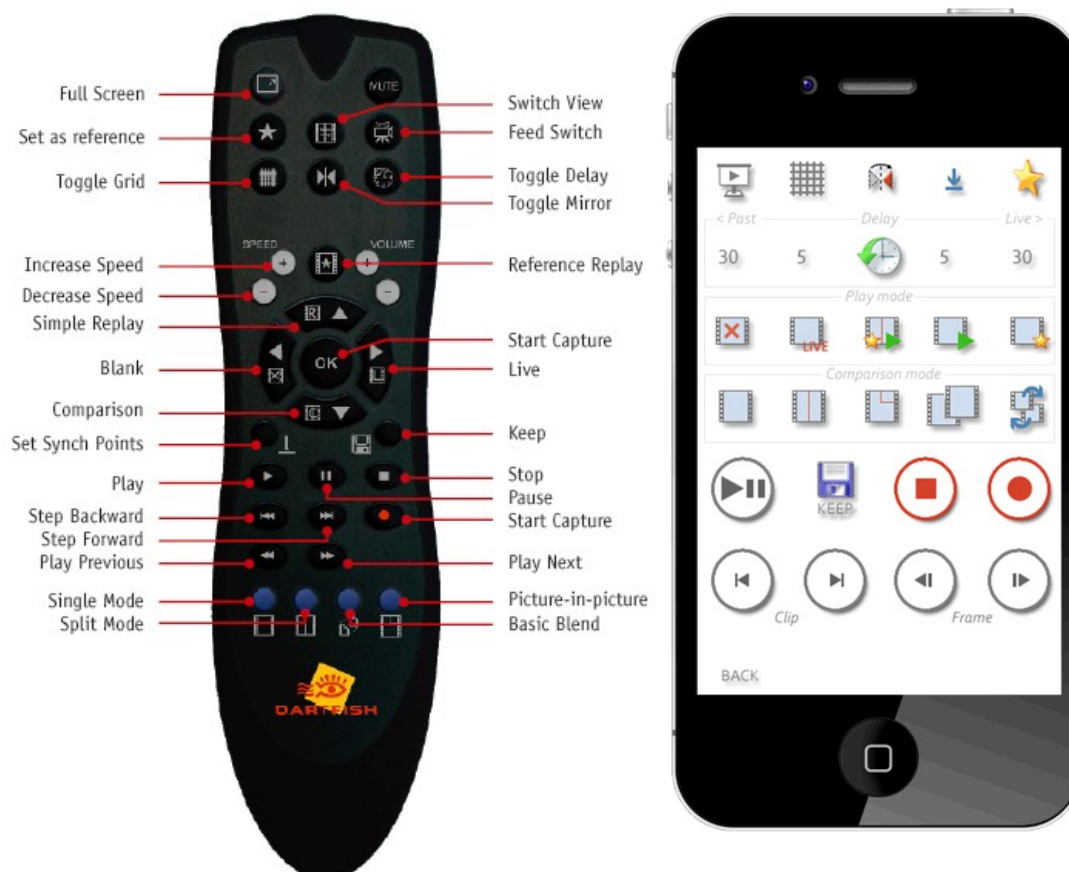 Full Screen
MUTE
Set as reference
Switch View
Feed Switch
Toggle Grid
Toggle Delay
Toggle Mirror
SPEED
VOLUME
+
+
Increase Speed
Reference Replay
Decrease Speed
-
-
Simple Replay
R
Start Capture
OK
Blank
Live
L
Comparison
C
Set Synch Points
Keep
Play
Stop
Pause
Step Backward
Start Capture
Step Forward
Play Previous
Play Next
Single Mode
Picture-in-picture
Split Mode
Basic Blend
DARTFISH
< Past Delay Live >
30 5 5 30
Play mode
LIVE
Comparison mode
KEEP
Clip Frame
BACK